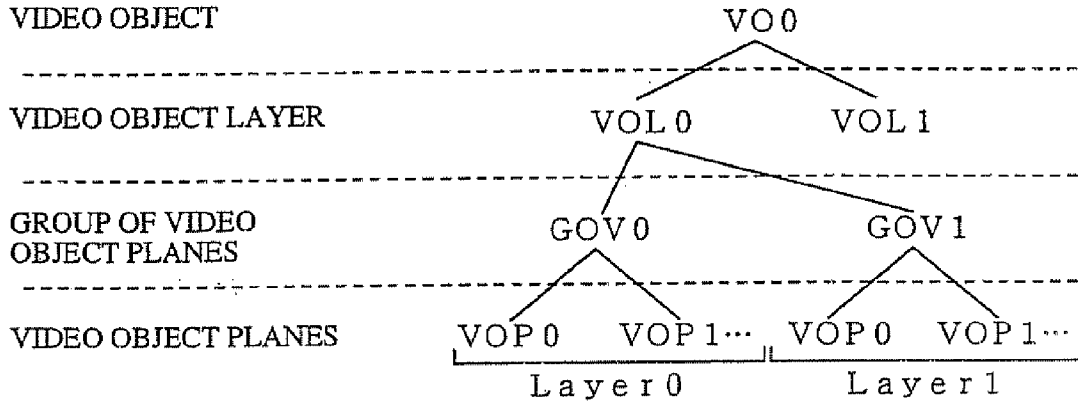 VIDEO OBJECT VO0
VIDEO OBJECT LAYER VOL0 VOL1
GROUP OF VIDEO
OBJECT PLANES GOV0 GOV1
VIDEO OBJECT PLANES VOP0 VOP1... VOP0 VOP1...
Layer0 Layer1